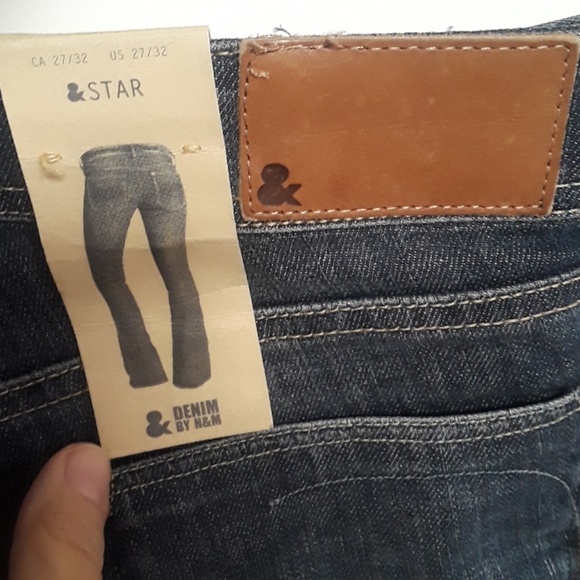 CA 27/32 US 27/32
&STAR
& DENIM
BY N&M
&